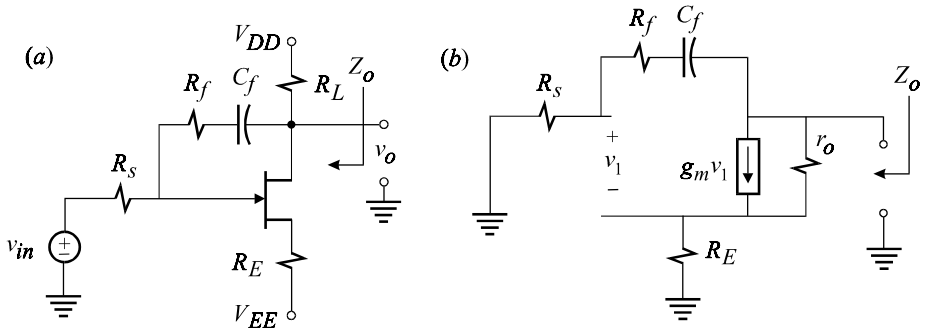 (a)
V_DD
Z_o
R_f
C_f
R_L
v_o
R_s
v_in
+
−
R_E
V_EE
(b)
R_f
C_f
Z_o
R_s
+
v_1
−
g_m v_1
r_o
R_E